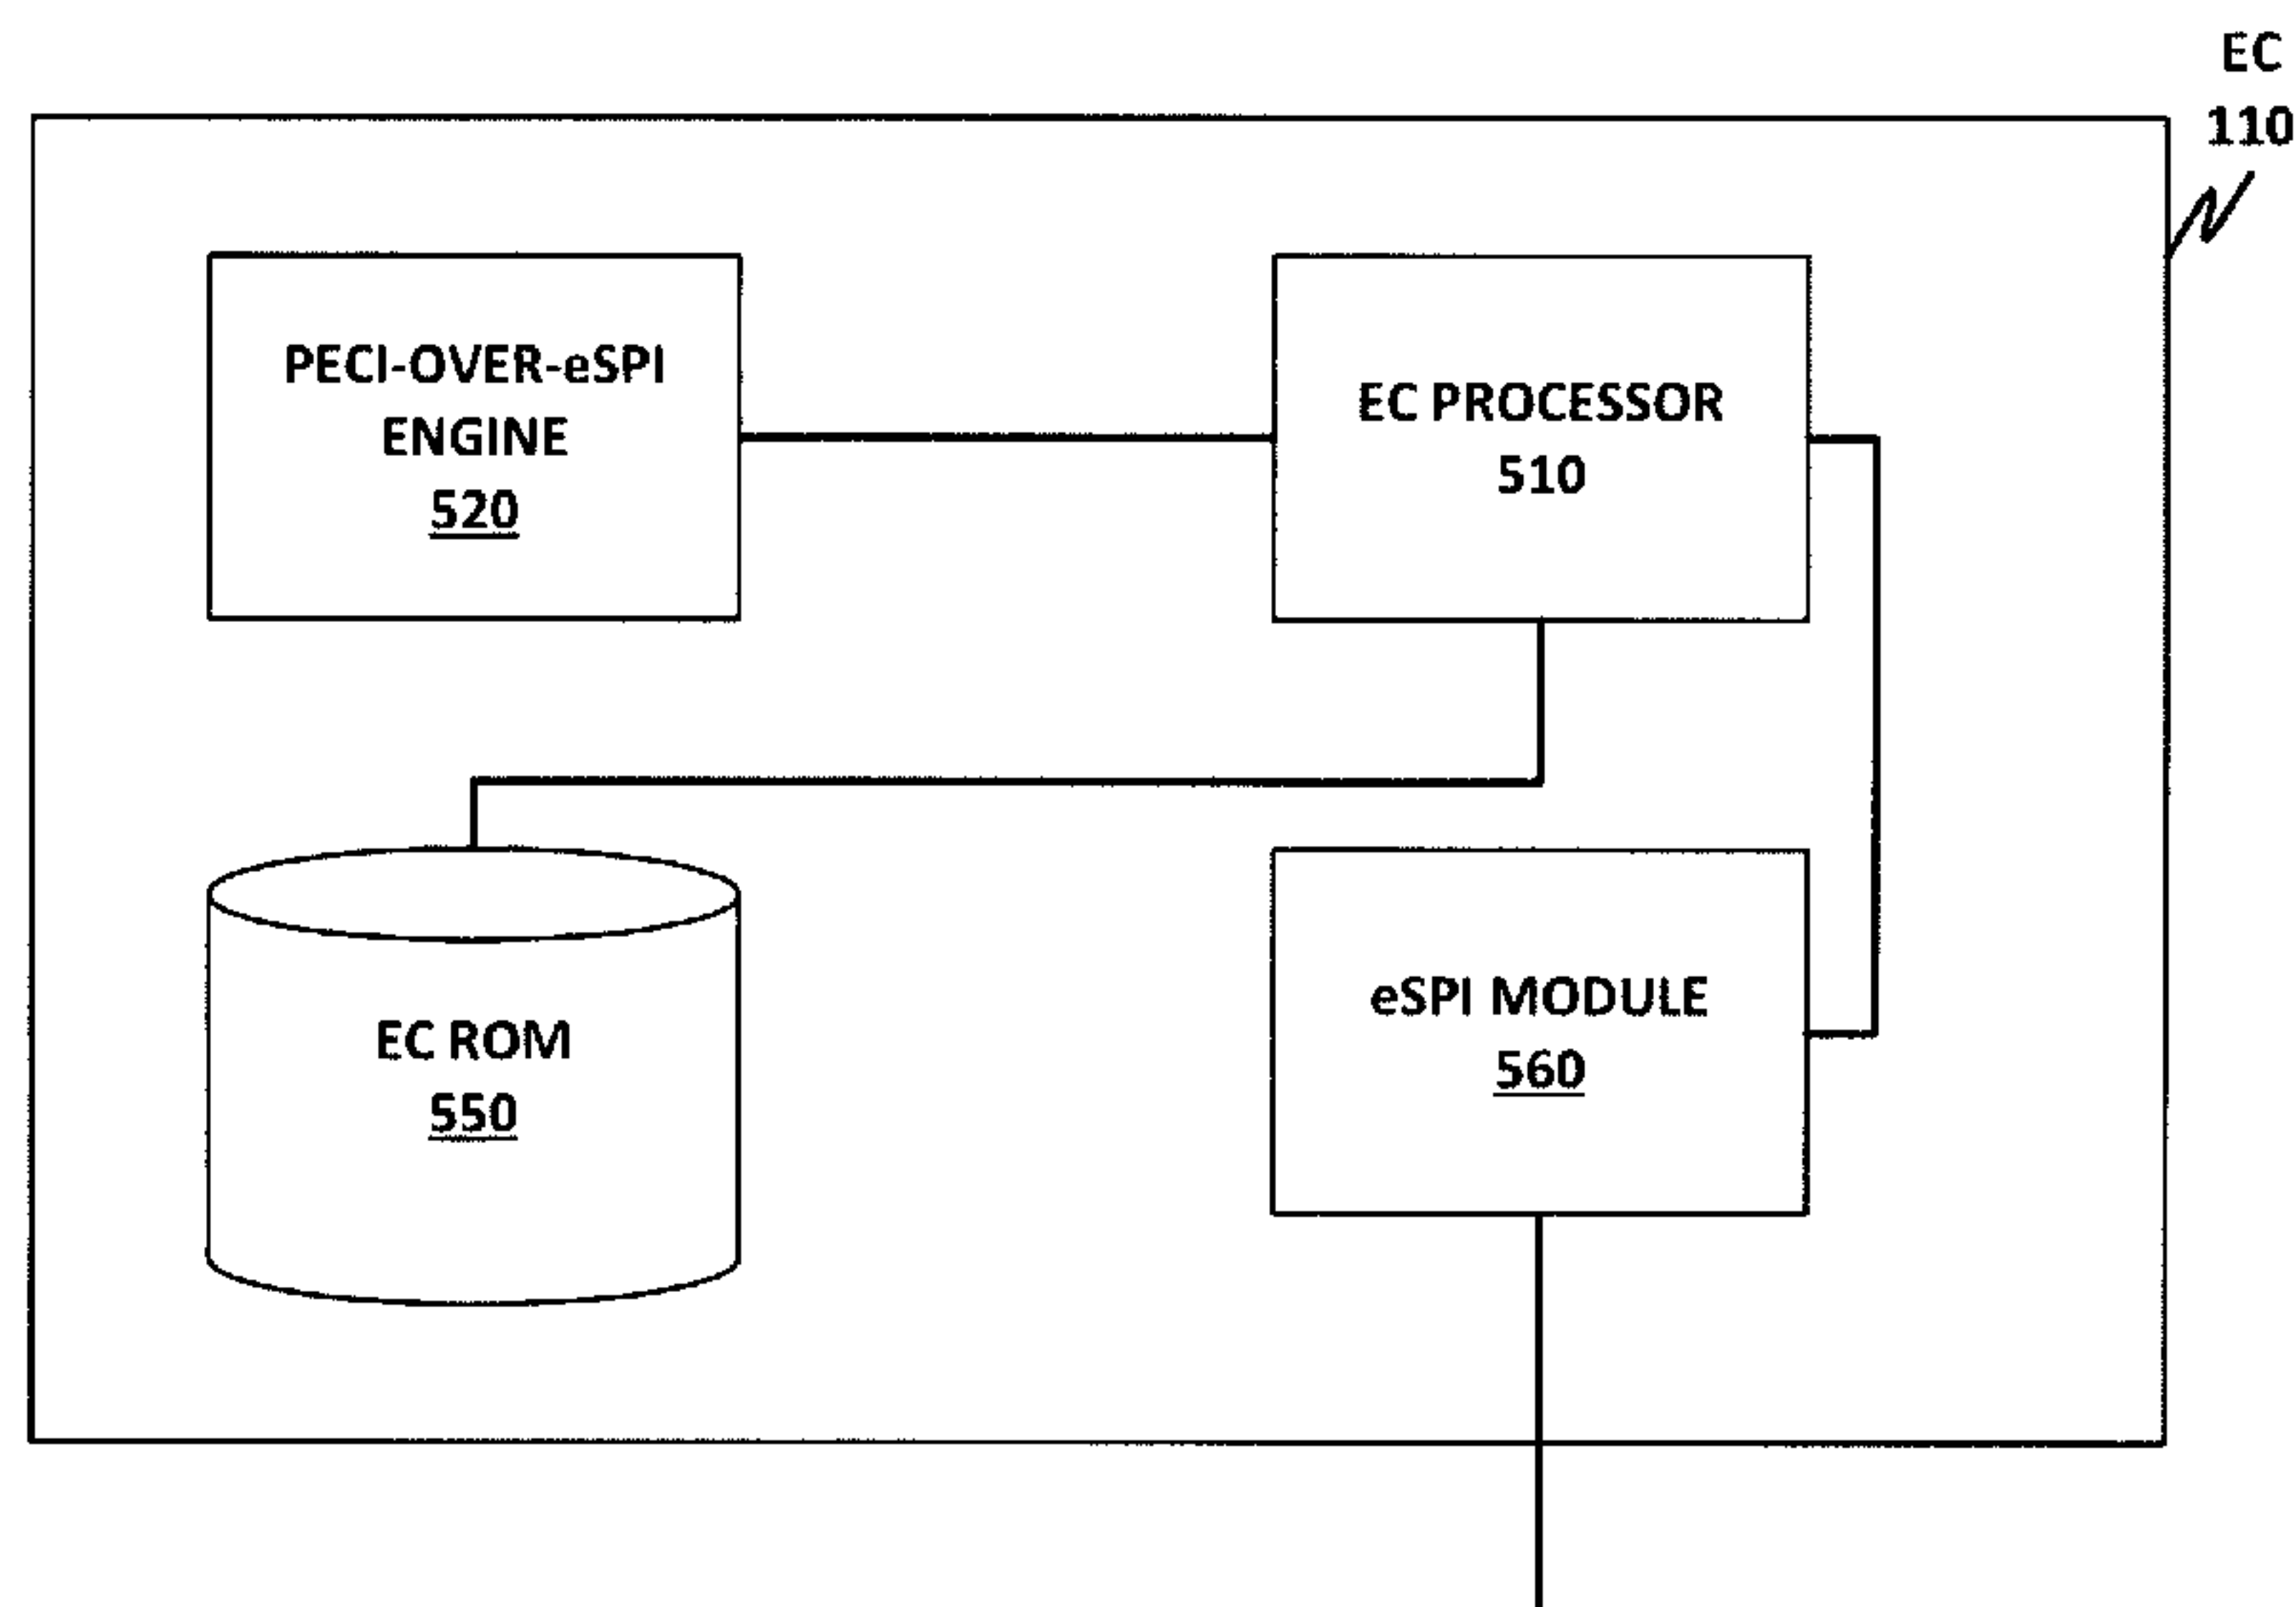 EC
110
PECI-OVER-eSPI
ENGINE
520
EC PROCESSOR
510
EC ROM
550
eSPI MODULE
560